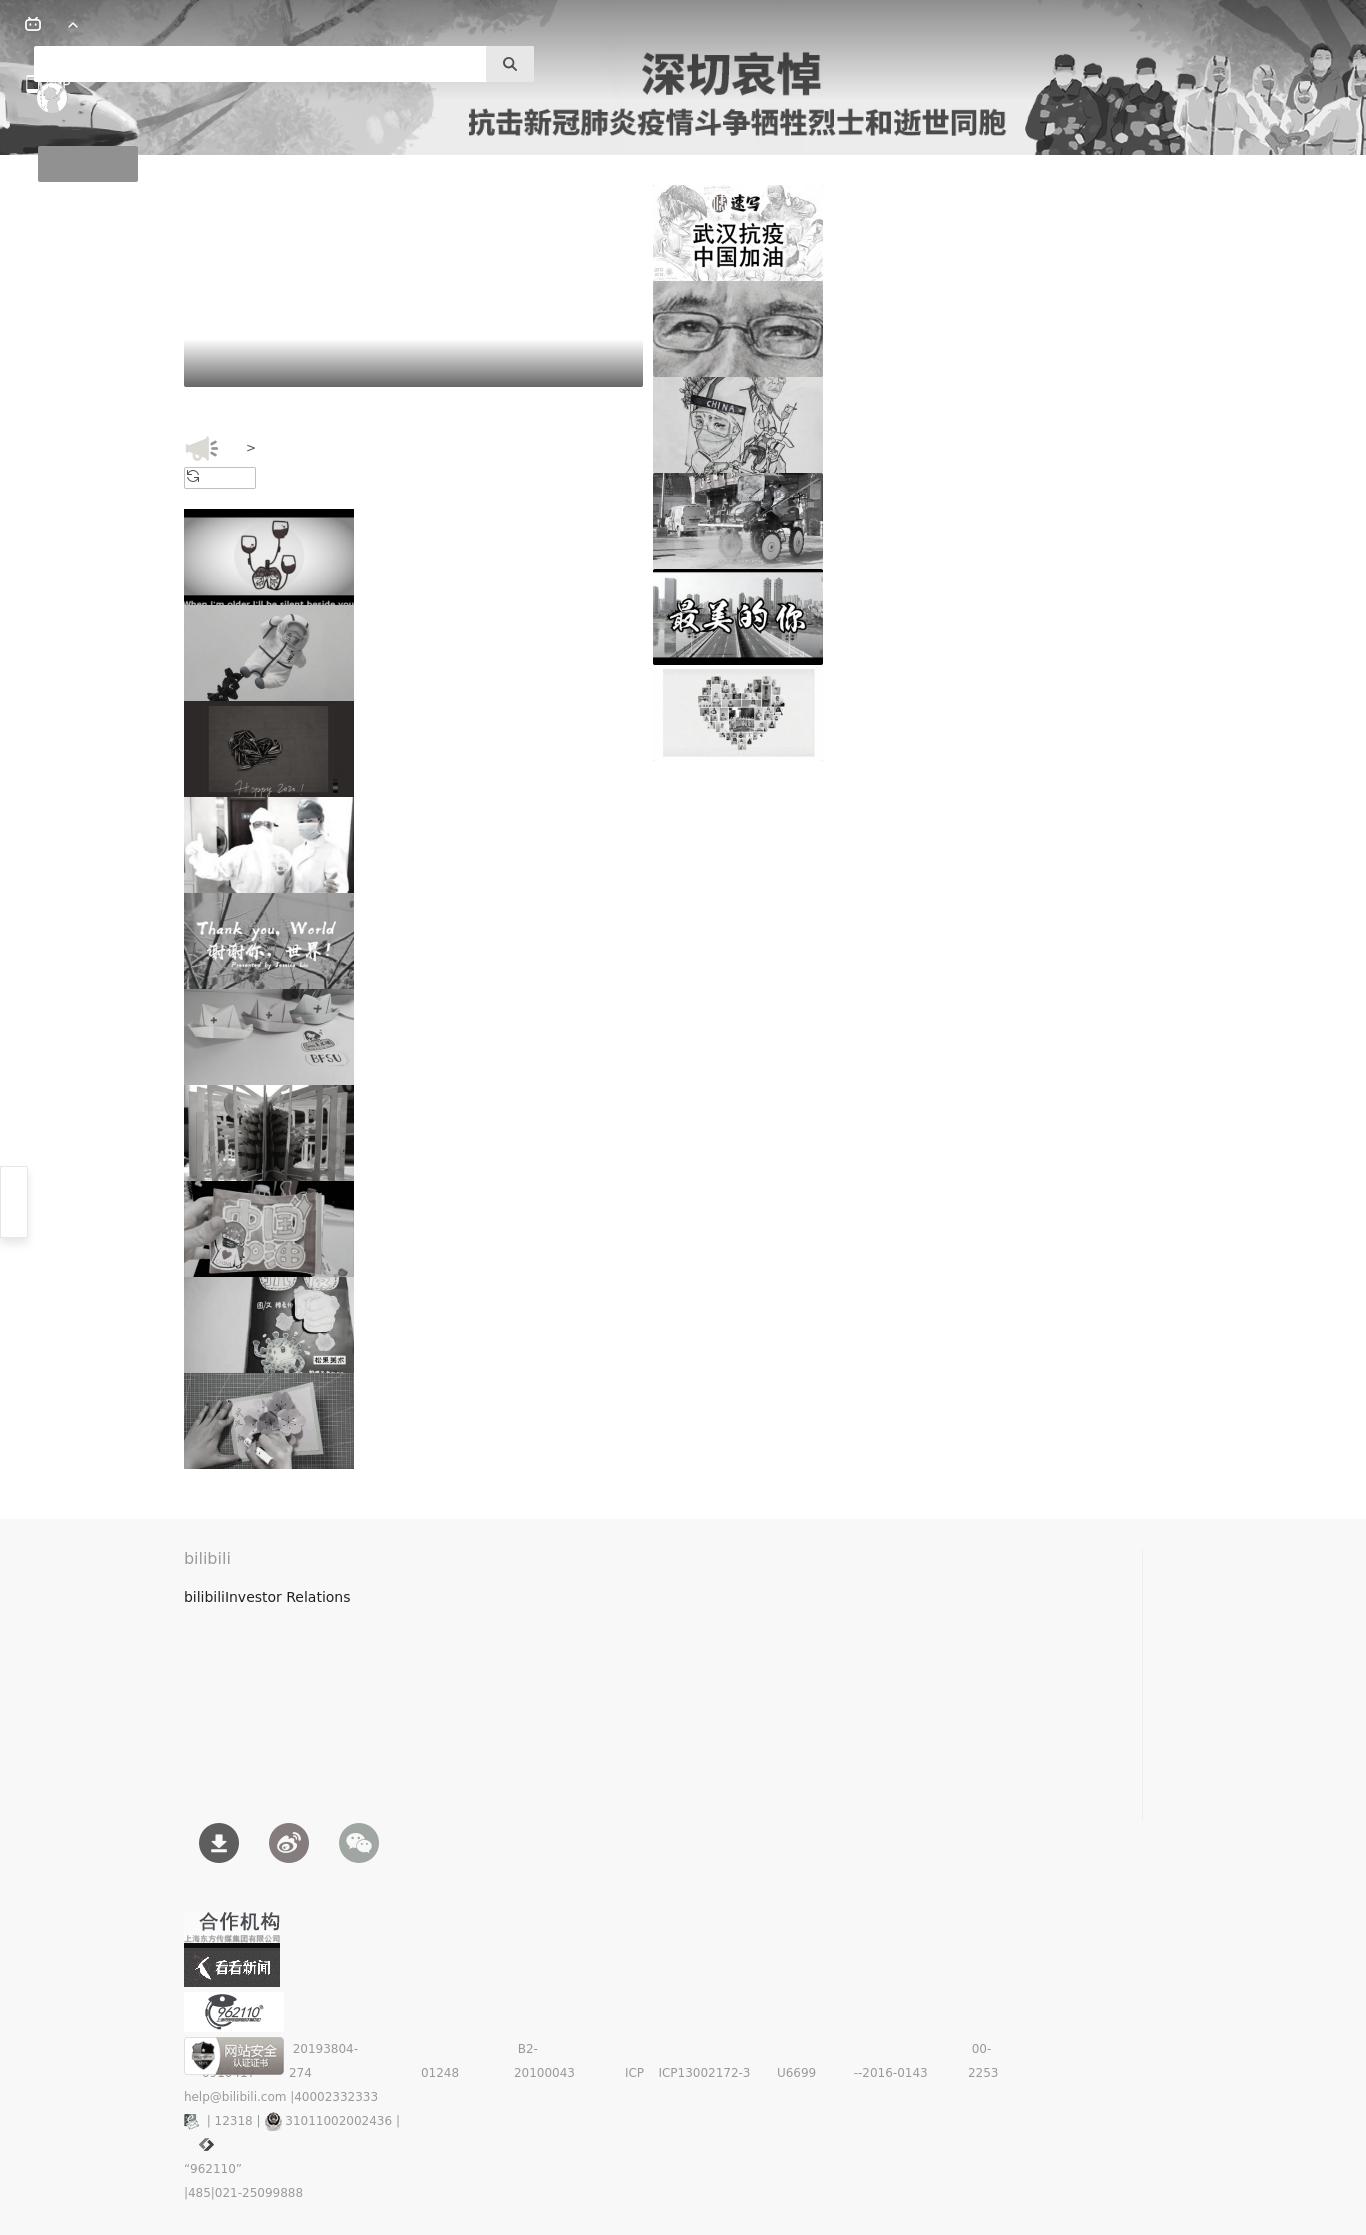 深切哀悼
抗击新冠肺炎疫情斗争牺牲烈士和逝世同胞
速写
武汉抗疫
中国加油
CHINA
>
When I'm older I'll be silent beside you
最美的你
Happy 2020!
Thank you, World
谢谢你，世界！
Presented by Jessica Liu
BFSU
中国
加油
松果美术
bilibili
bilibiliInvestor Relations
合作机构
上海东方传媒集团有限公司
看看新闻
962110
网站安全
认证证书
20193804-
B2-
00-
274
01248
20100043
ICP
ICP13002172-3
U6699
--2016-0143
2253
help@bilibili.com |40002332333
| 12318 | 31011002002436 |
“962110”
|485|021-25099888